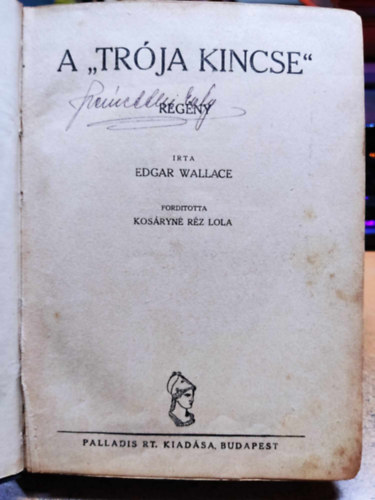 A „TRÓJA KINCSE“
REGÉNY
IRTA
EDGAR WALLACE
FORDITOTTA
KOSÁRYNÉ RÉZ LOLA
PALLADIS RT. KIADÁSA, BUDAPEST